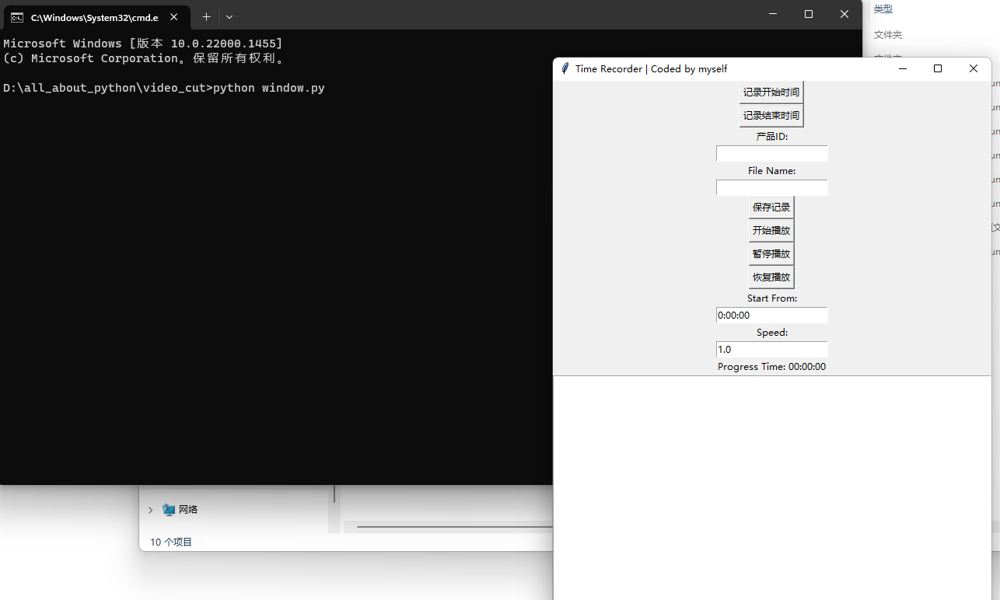 C:\Windows\System32\cmd.e
Microsoft Windows [版本 10.0.22000.1455]
(c) Microsoft Corporation。保留所有权利。
D:\all_about_python\video_cut>python window.py
类型
文件夹
Time Recorder | Coded by myself
记录开始时间
记录结束时间
产品ID:
File Name:
保存记录
开始播放
暂停播放
恢复播放
Start From:
0:00:00
Speed:
1.0
Progress Time: 00:00:00
网络
10 个项目